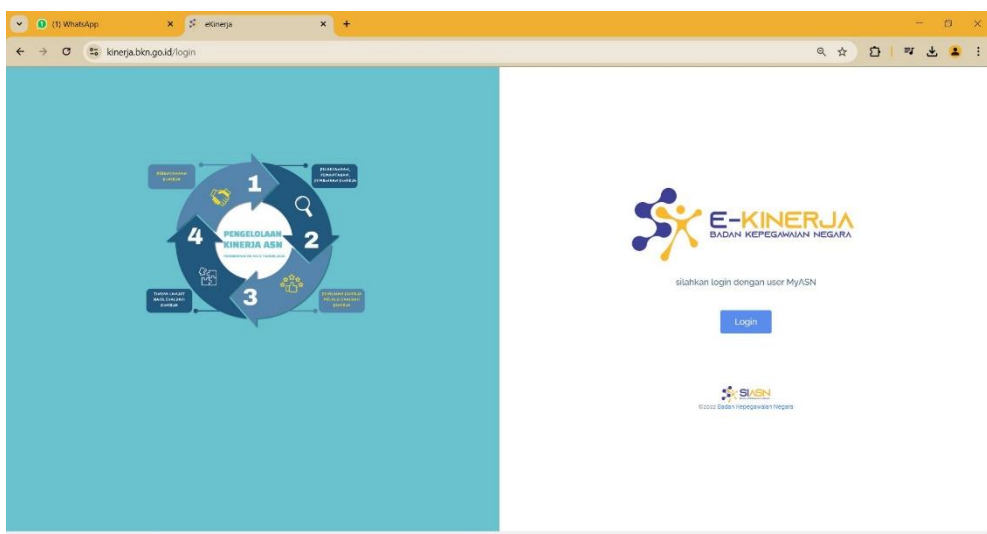 (1) WhatsApp
eKinerja
kinerja.bkn.go.id/login
1
2
3
4
PENGELOLAAN
KINERJA ASN
E-KINERJA
BADAN KEPEGAWAIAN NEGARA
silahkan login dengan user MyASN
Login
SIASN
©2022 Badan Kepegawaian Negara